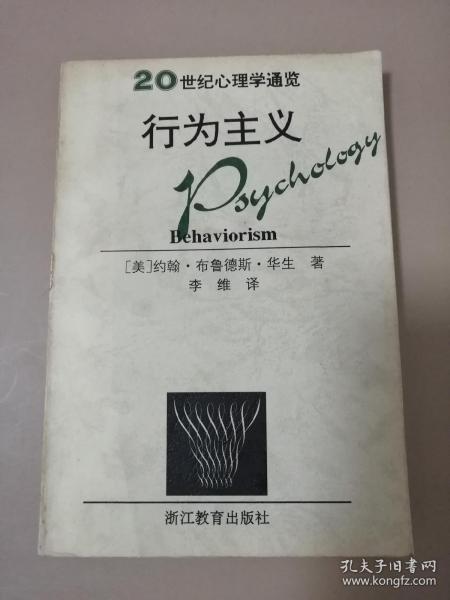 20世纪心理学通览
行为主义
Psychology
Behaviorism
[美]约翰·布鲁德斯·华生 著
李维 译
浙江教育出版社
孔夫子旧书网
www.kongfz.com